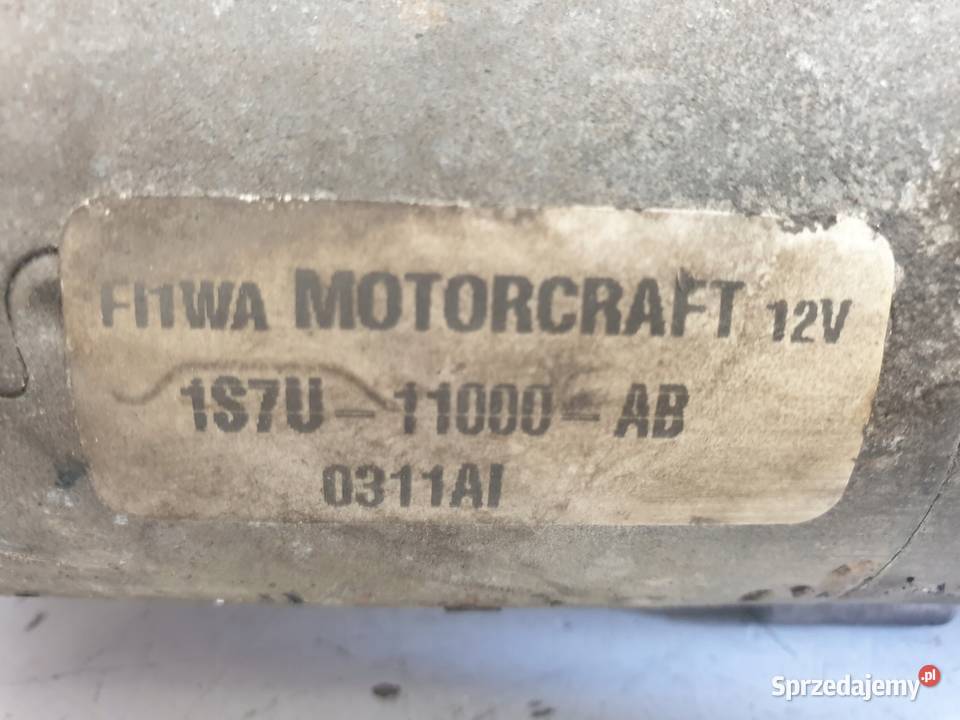 FI1WA MOTORCRAFT 12V
1S7U-11000-AB
0311AI
Sprzedajemy.pl